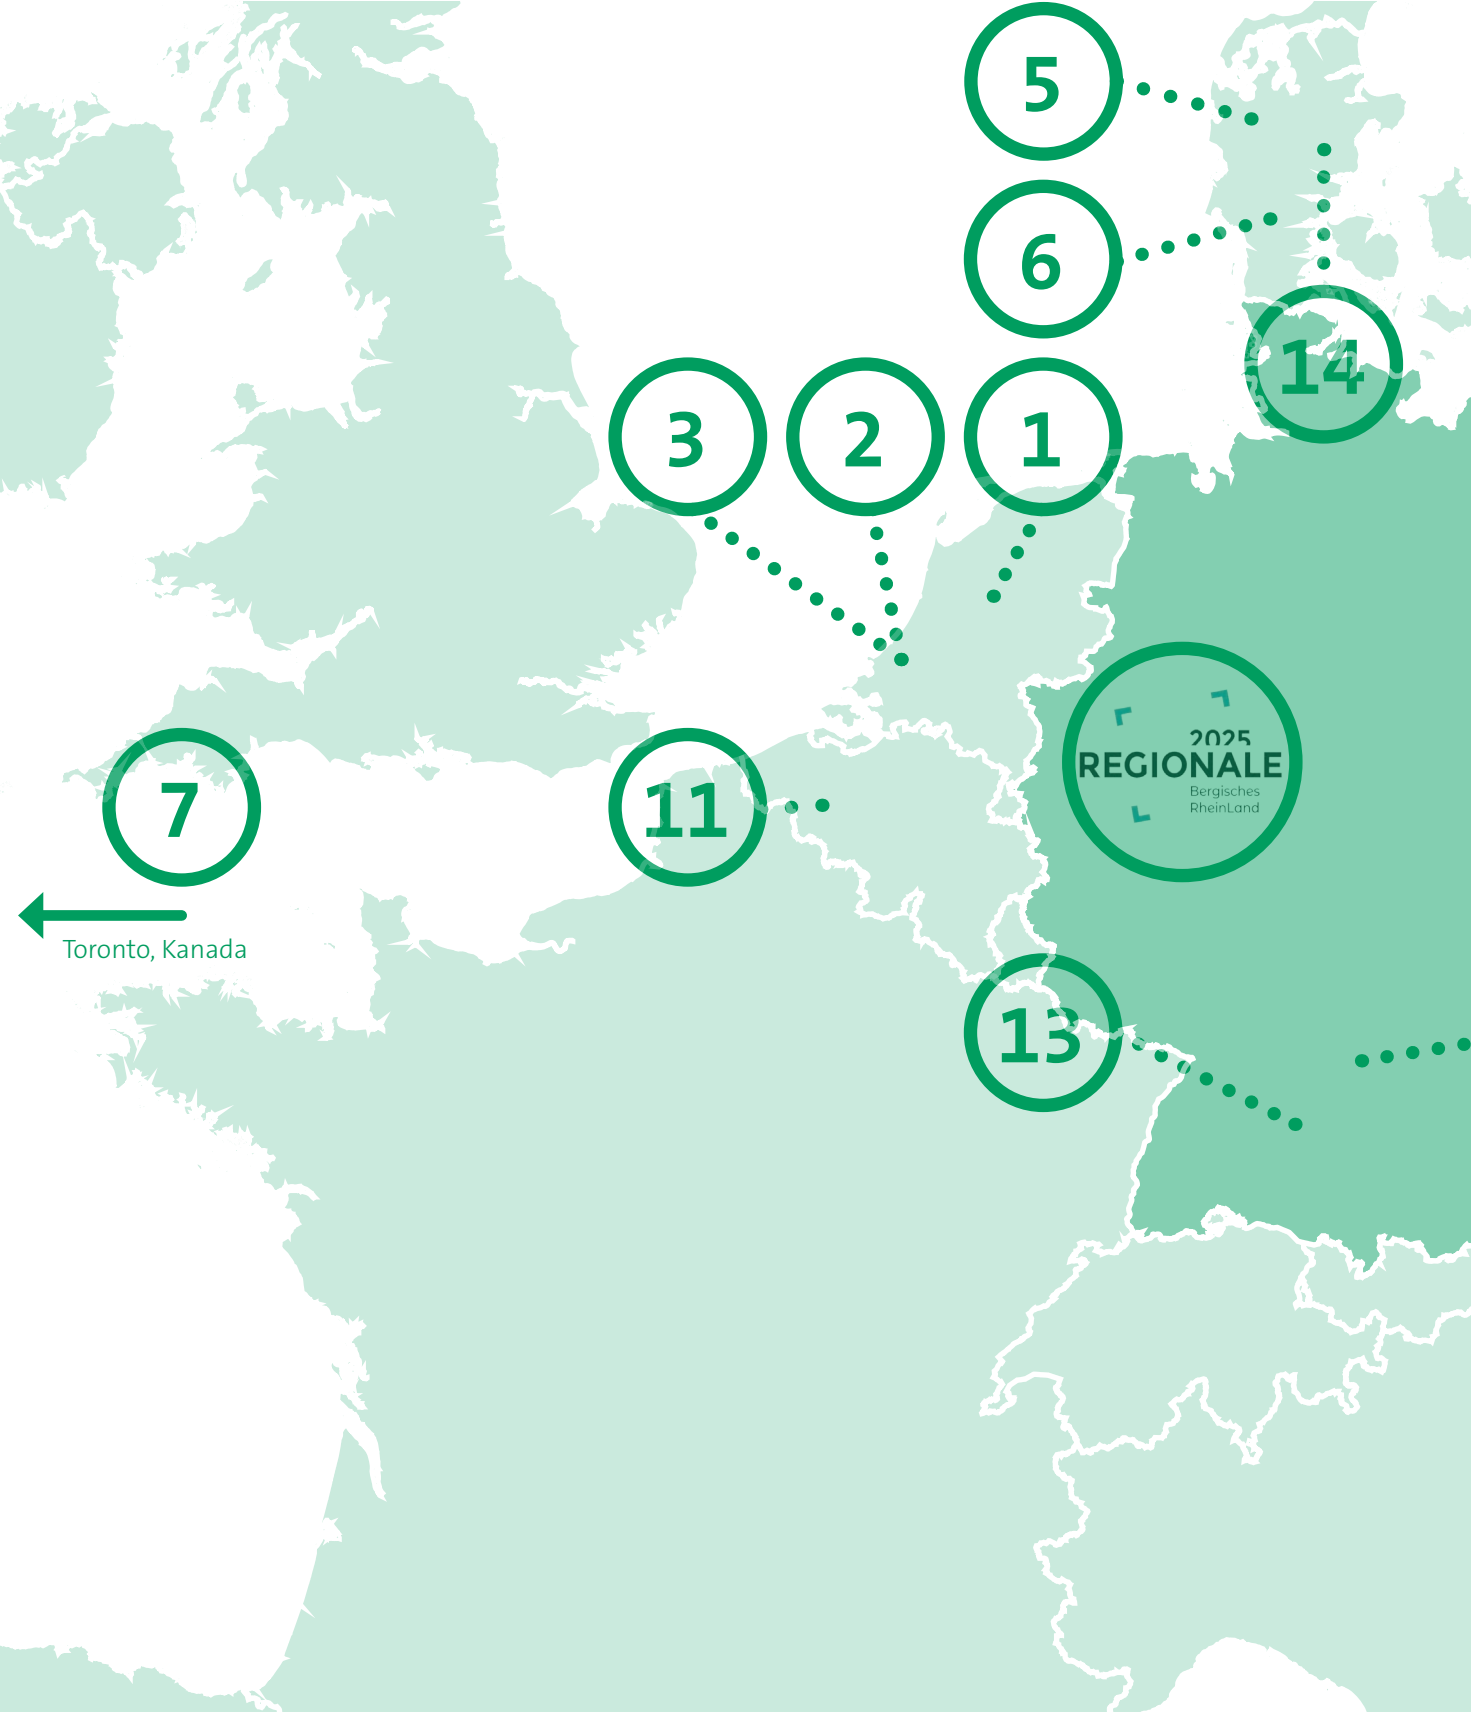 5
6
3
2
1
14
2025
REGIONALE
Bergisches
RheinLand
7
11
Toronto, Kanada
13